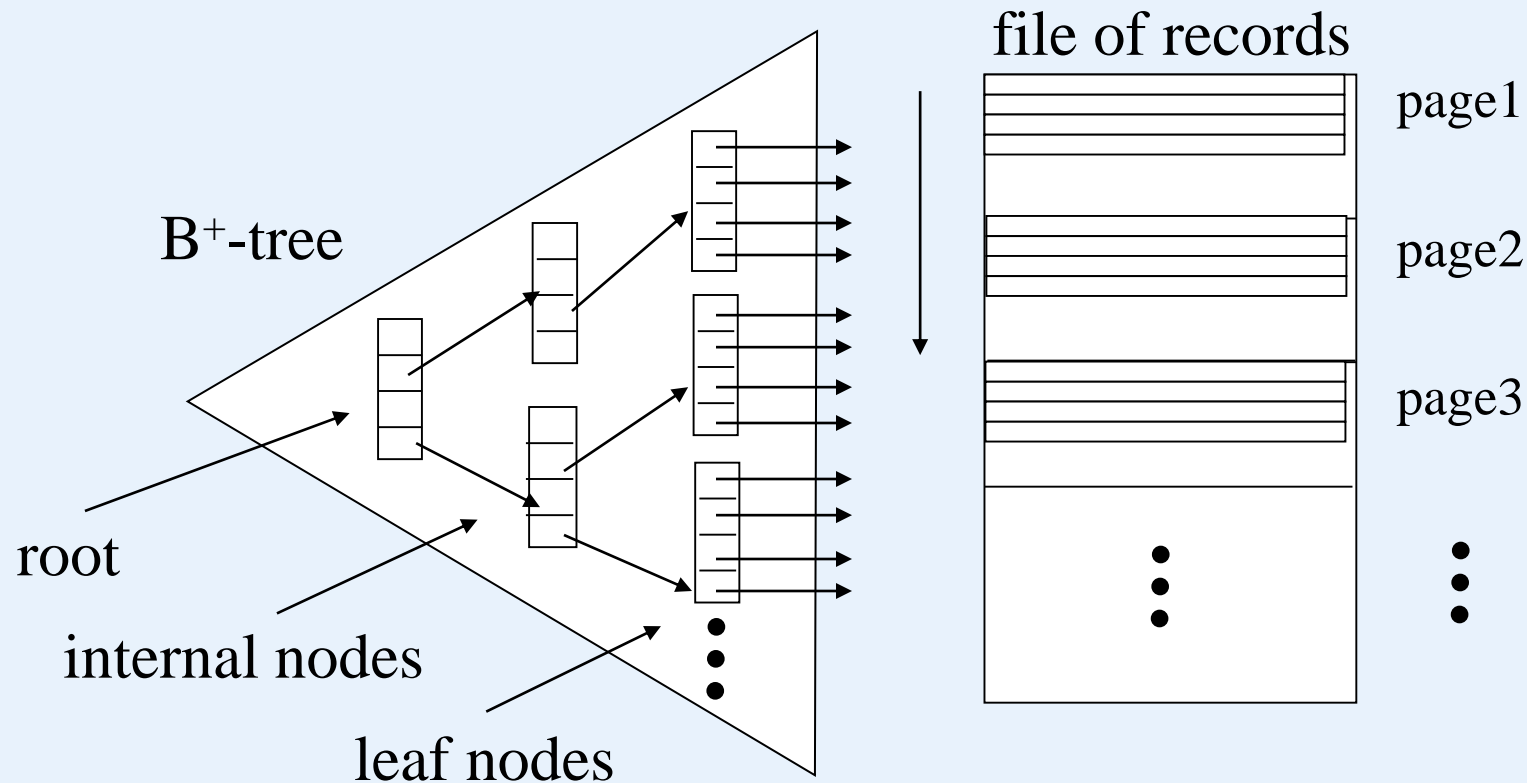 file of records
page1
B⁺-tree
page2
page3
root
internal nodes
leaf nodes